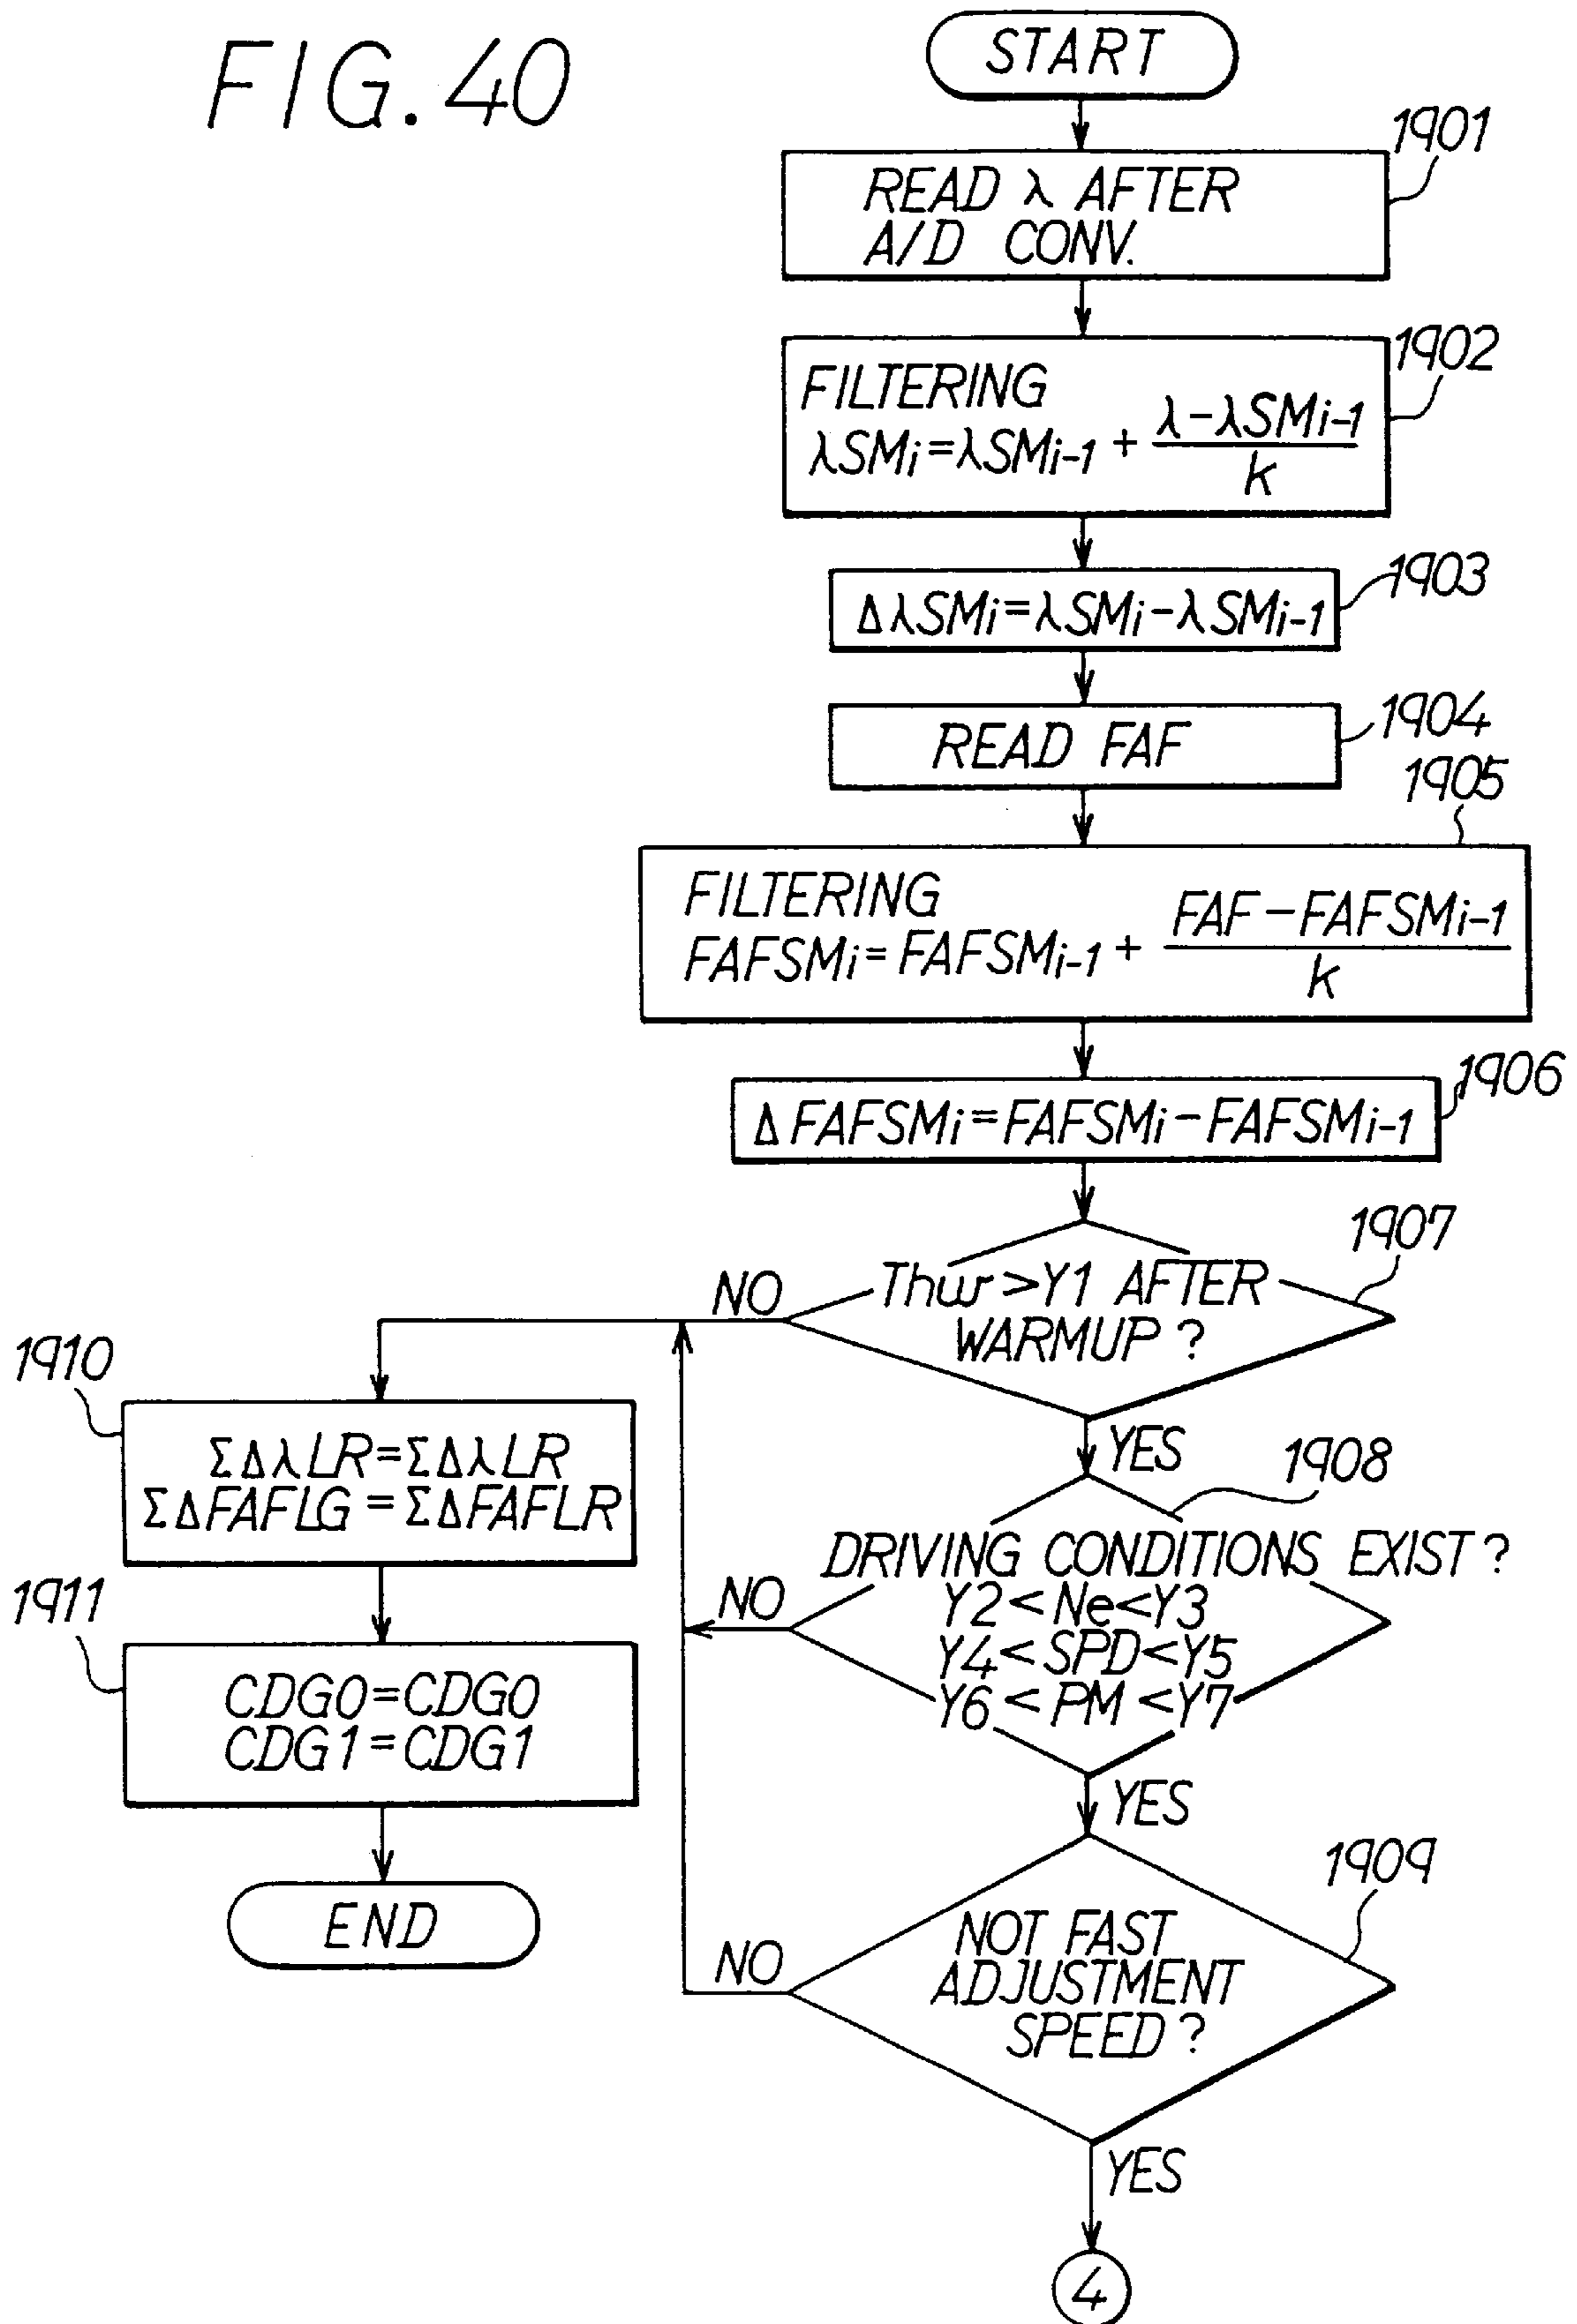 FIG. 40
START
1901
READ λ AFTER
A/D CONV.
1902
FILTERING
λSMi=λSMi-1 + λ-λSMi-1
k
1903
ΔλSMi=λSMi-λSMi-1
1904
READ FAF
1905
FILTERING
FAFSMi=FAFSMi-1 + FAF-FAFSMi-1
k
1906
ΔFAFSMi=FAFSMi-FAFSMi-1
1907
Thw>Y1 AFTER
WARMUP?
NO
YES
1910
ΣΔλLR=ΣΔλLR
ΣΔFAFLG=ΣΔFAFLR
1908
DRIVING CONDITIONS EXIST?
Y2<Ne<Y3
Y4<SPD<Y5
Y6<PM<Y7
NO
YES
1911
CDG0=CDG0
CDG1=CDG1
END
1909
NOT FAST
ADJUSTMENT
SPEED?
NO
YES
4